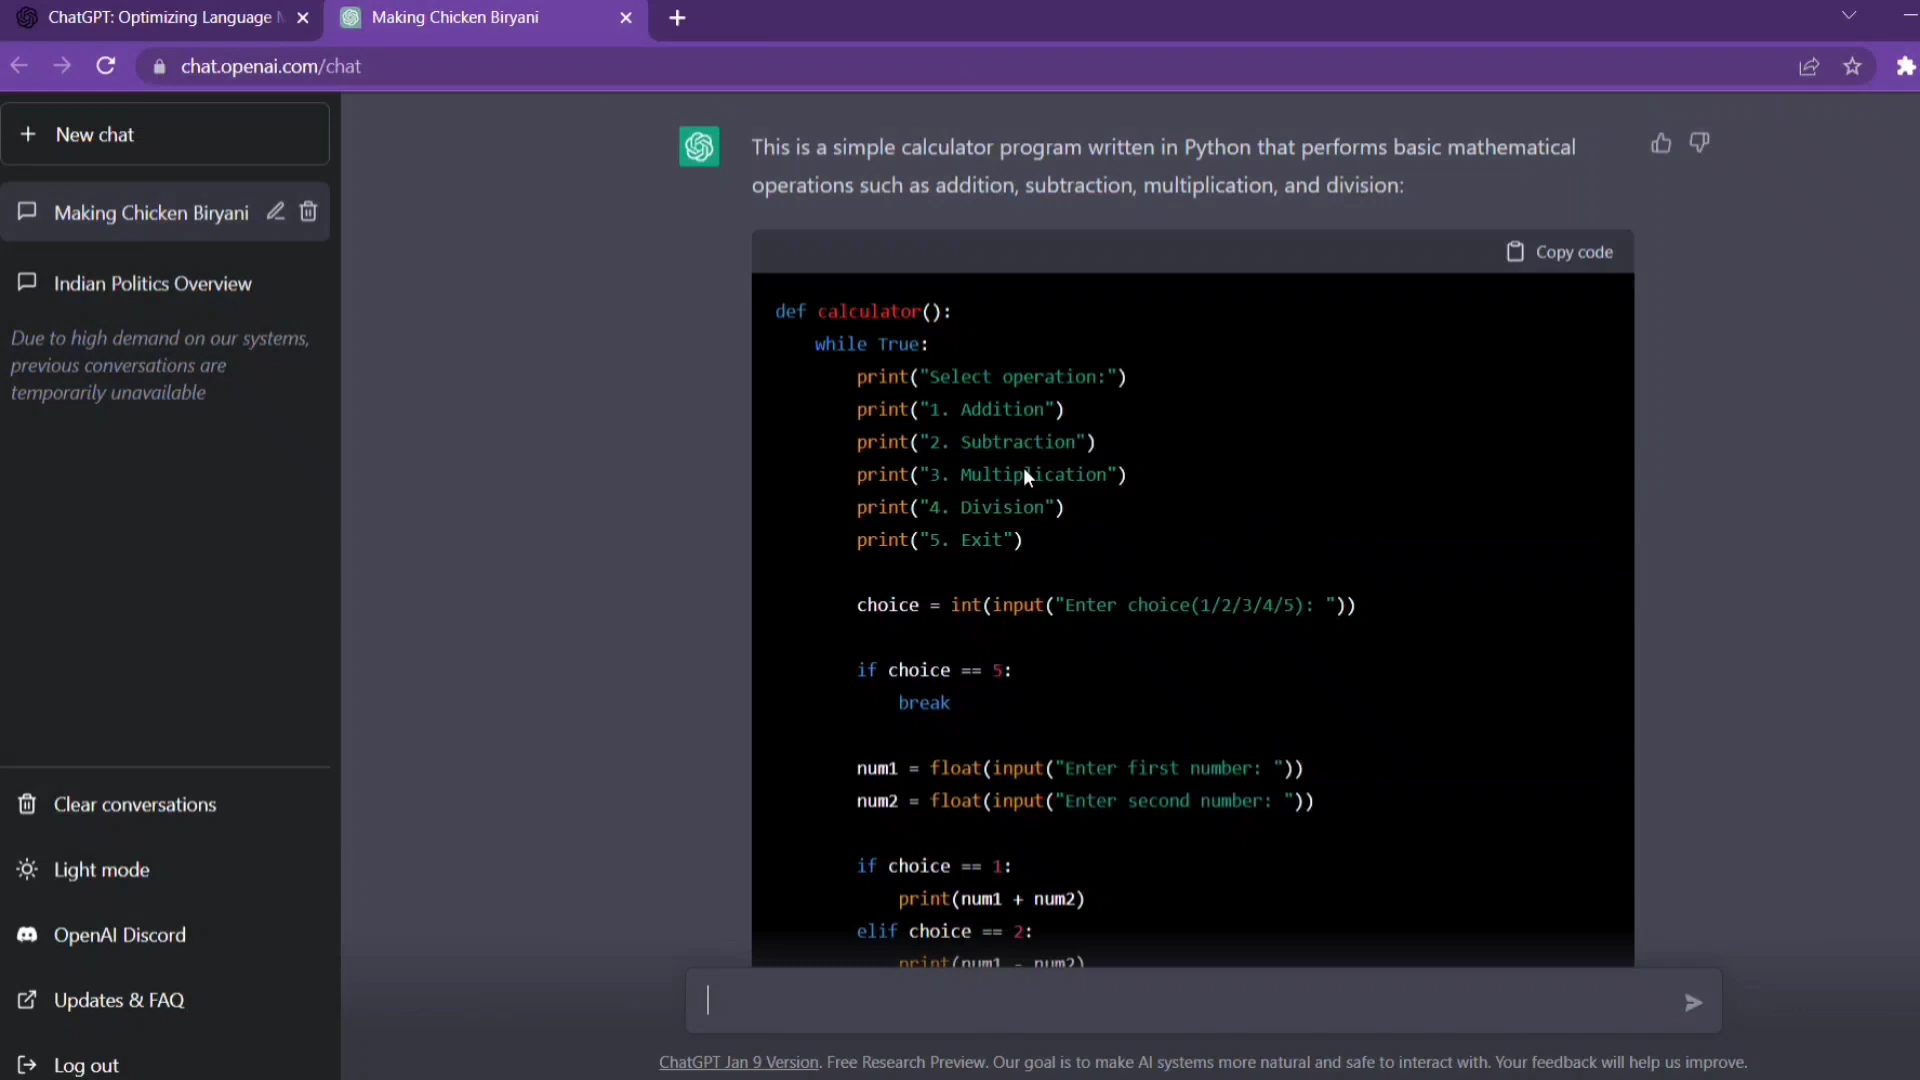 ChatGPT: Optimizing Language
Making Chicken Biryani
chat.openai.com/chat
New chat
Making Chicken Biryani
Indian Politics Overview
Due to high demand on our systems,
previous conversations are
temporarily unavailable
Clear conversations
Light mode
OpenAI Discord
Updates & FAQ
Log out
This is a simple calculator program written in Python that performs basic mathematical
operations such as addition, subtraction, multiplication, and division:
Copy code
def calculator():
    while True:
        print("Select operation:")
        print("1. Addition")
        print("2. Subtraction")
        print("3. Multiplication")
        print("4. Division")
        print("5. Exit")
        choice = int(input("Enter choice(1/2/3/4/5): "))
        if choice == 5:
            break
        num1 = float(input("Enter first number: "))
        num2 = float(input("Enter second number: "))
        if choice == 1:
            print(num1 + num2)
        elif choice == 2:
            print(num1 - num2)
ChatGPT Jan 9 Version. Free Research Preview. Our goal is to make AI systems more natural and safe to interact with. Your feedback will help us improve.